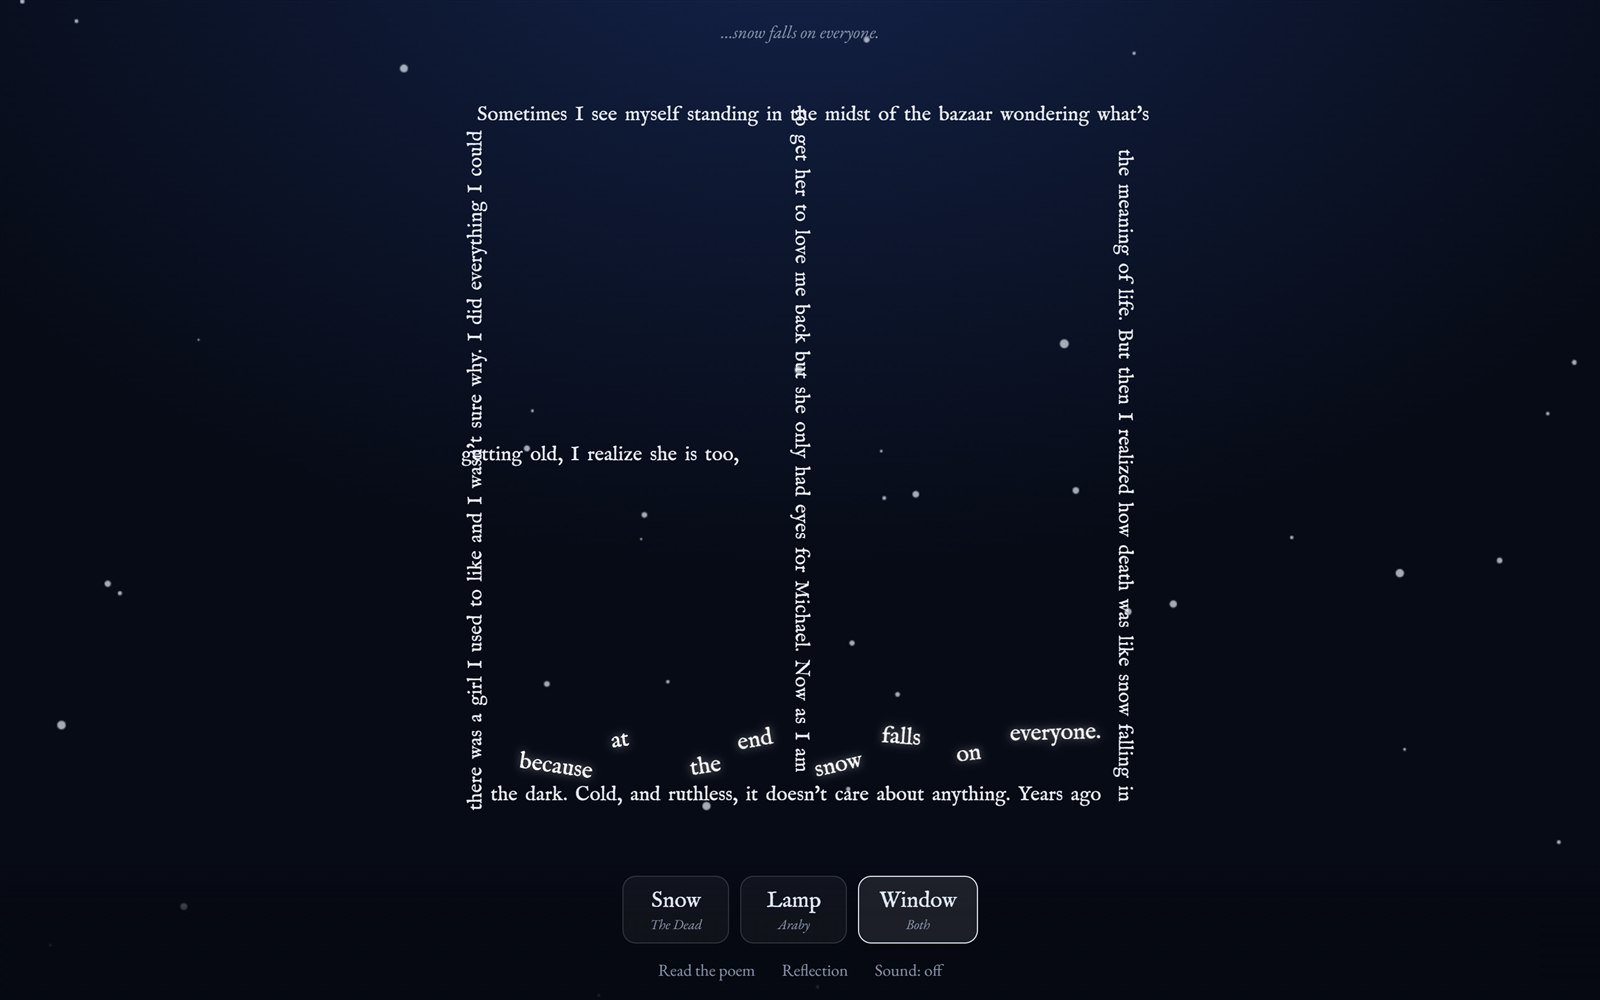 ...snow falls on everyone.
Sometimes I see myself standing in the midst of the bazaar wondering what's
the meaning of life. But then I realized how death was like snow falling in
the dark. Cold, and ruthless, it doesn't care about anything. Years ago
there was a girl I used to like and I wasn't sure why. I did everything I could
to get her to love me back but she only had eyes for Michael. Now as I am
getting old, I realize she is too,
because at the end snow falls on everyone.
Snow
The Dead
Lamp
Araby
Window
Both
Read the poem
Reflection
Sound: off